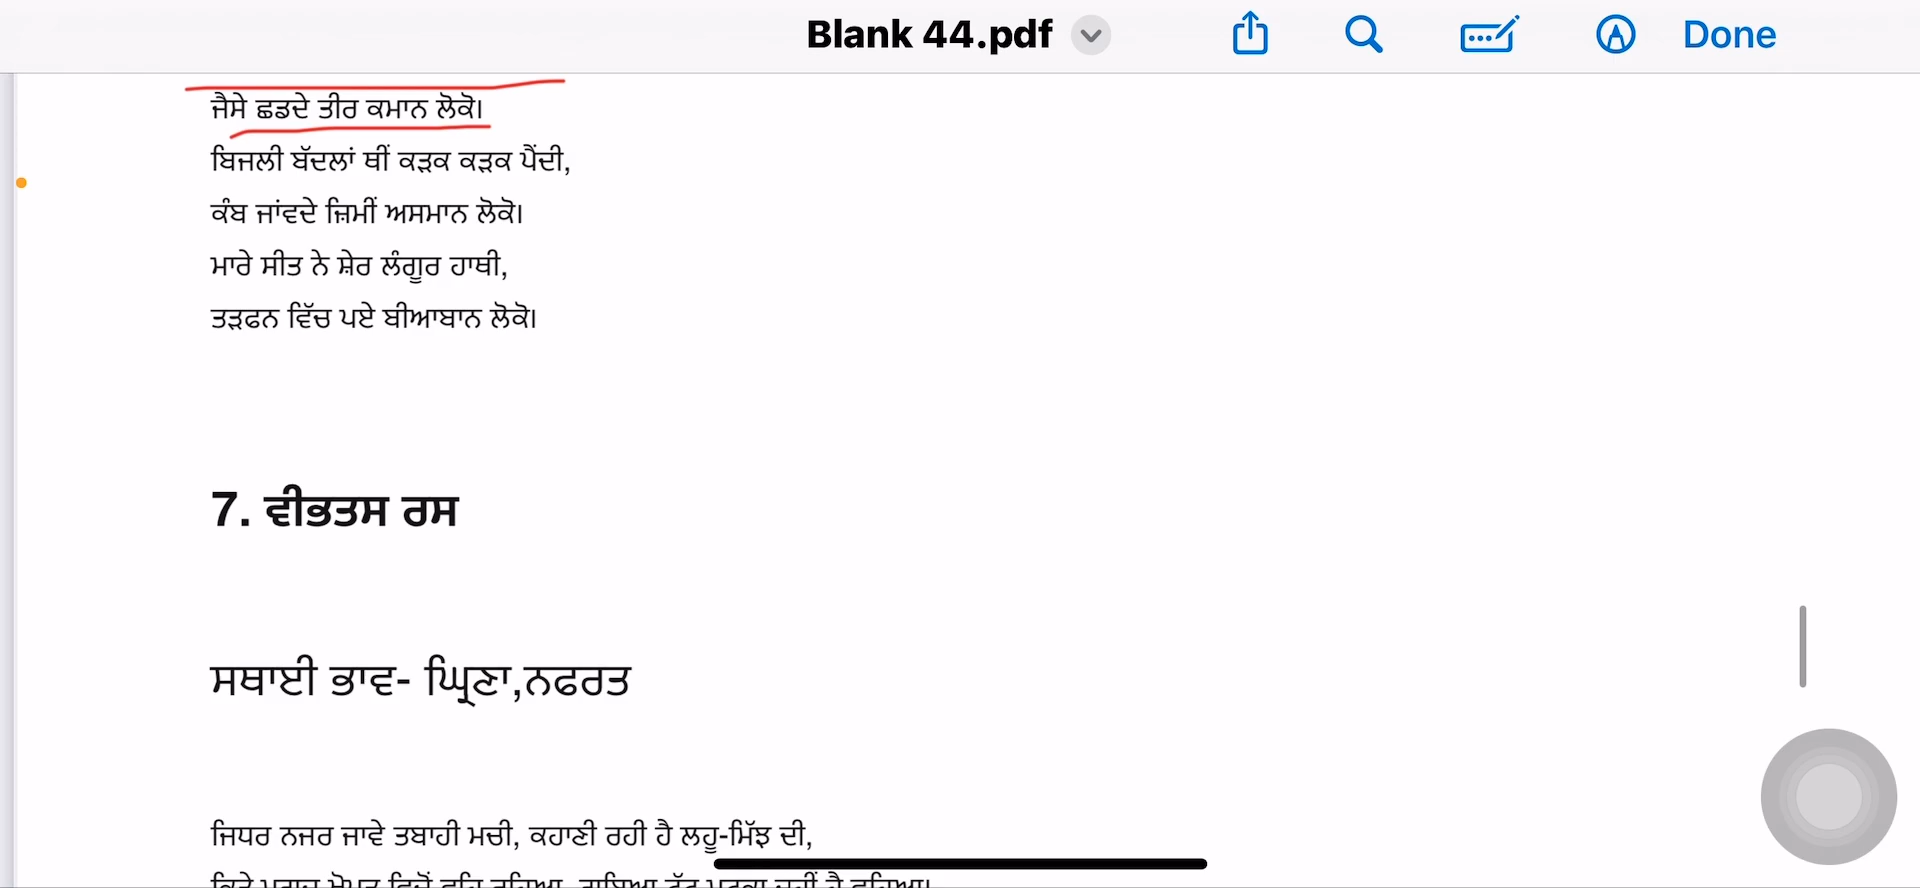 Blank 44.pdf
Done
ਜੈਸੇ ਛਡਦੇ ਤੀਰ ਕਮਾਨ ਲੋਕੋ।
ਬਿਜਲੀ ਬੱਦਲਾਂ ਥੀਂ ਕੜਕ ਕੜਕ ਪੈਂਦੀ,
ਕੰਬ ਜਾਂਵਦੇ ਜ਼ਿਮੀਂ ਅਸਮਾਨ ਲੋਕੋ।
ਮਾਰੇ ਸੀਤ ਨੇ ਸ਼ੇਰ ਲੰਗੂਰ ਹਾਥੀ,
ਤੜਫਨ ਵਿੱਚ ਪਏ ਬੀਆਬਾਨ ਲੋਕੋ।
7. ਵੀਭਤਸ ਰਸ
ਸਥਾਈ ਭਾਵ- ਘ੍ਰਿਣਾ,ਨਫਰਤ
ਜਿਧਰ ਨਜਰ ਜਾਵੇ ਤਬਾਹੀ ਮਚੀ, ਕਹਾਣੀ ਰਹੀ ਹੈ ਲਹੂ-ਮਿੱਝ ਦੀ,